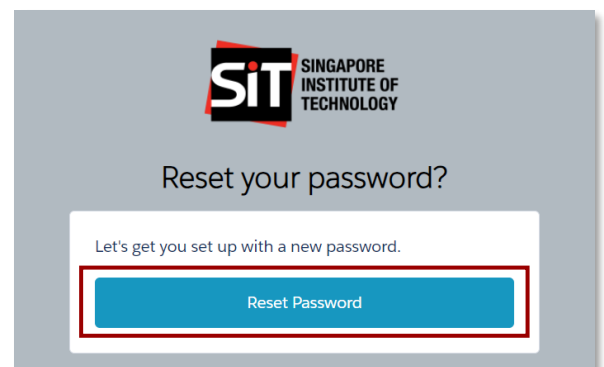 SiT
SINGAPORE
INSTITUTE OF
TECHNOLOGY
Reset your password?
Let's get you set up with a new password.
Reset Password